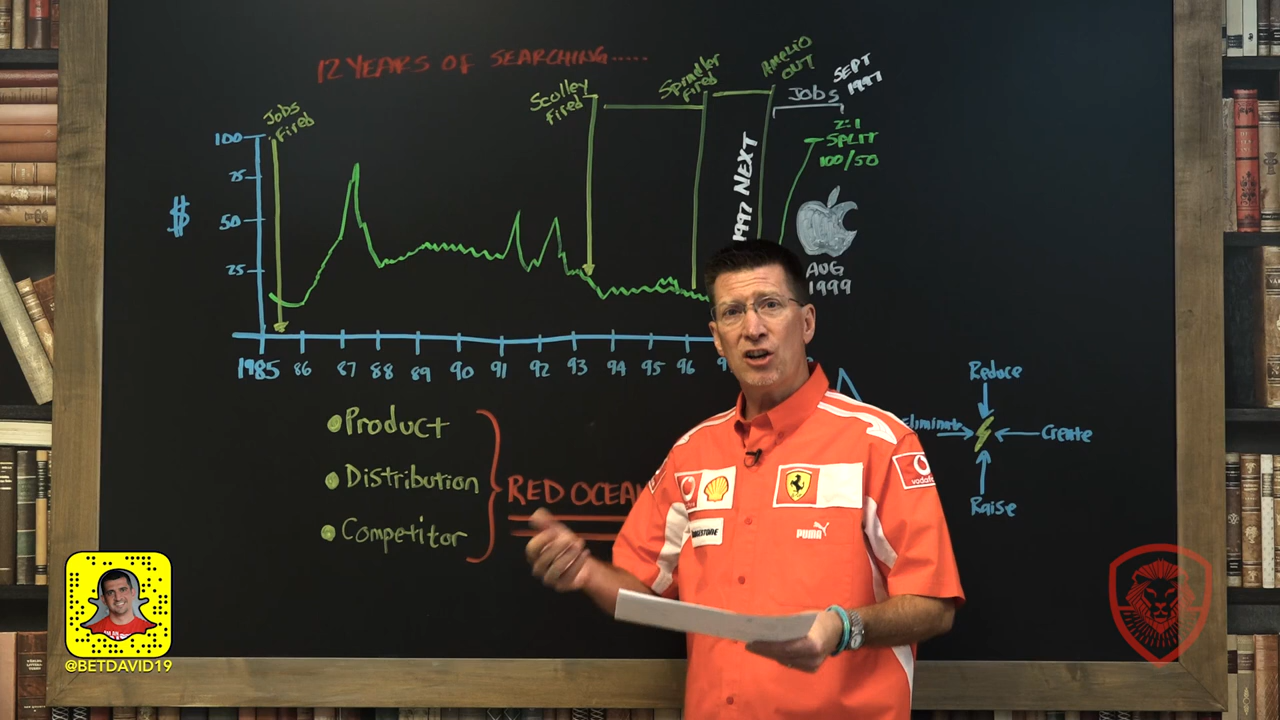 12 YEARS OF SEARCHING.....
Jobs
Fired
Sculley
fired
Spindler
Fired
Amelio
OUT
Jobs
SEPT
1997
2:1
SPLIT
100/50
1997 NEXT
AUG
1999
$
100
75
50
25
1985 86 87 88 89 90 91 92 93 94 95 96
Product
Distribution
Competitor
RED OCEAN
Reduce
Eliminate
Create
Raise
vodafone
PUMA
BRIDGESTONE
@BETDAVID19